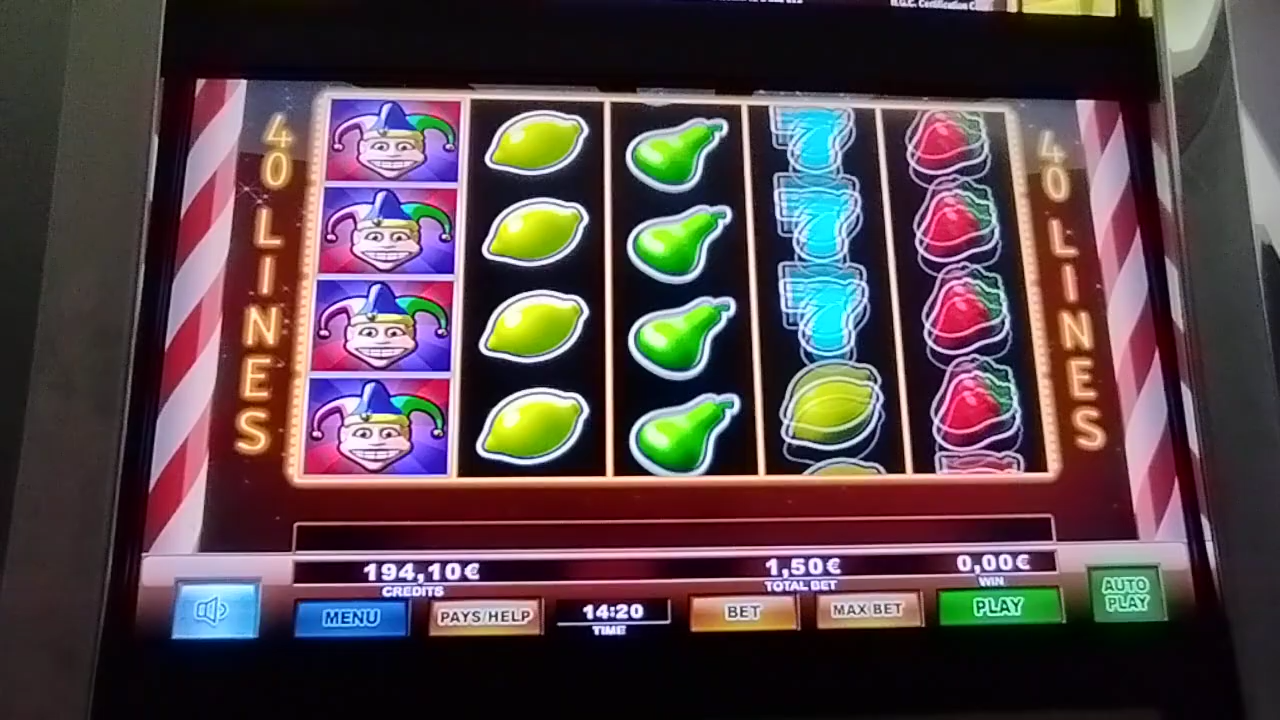 H.G.C. Certification
40 LINES
40 LINES
194,10€
CREDITS
1,50€
TOTAL BET
0,00€
WIN
MENU
PAYS/HELP
14:20
TIME
BET
MAX BET
PLAY
AUTO
PLAY